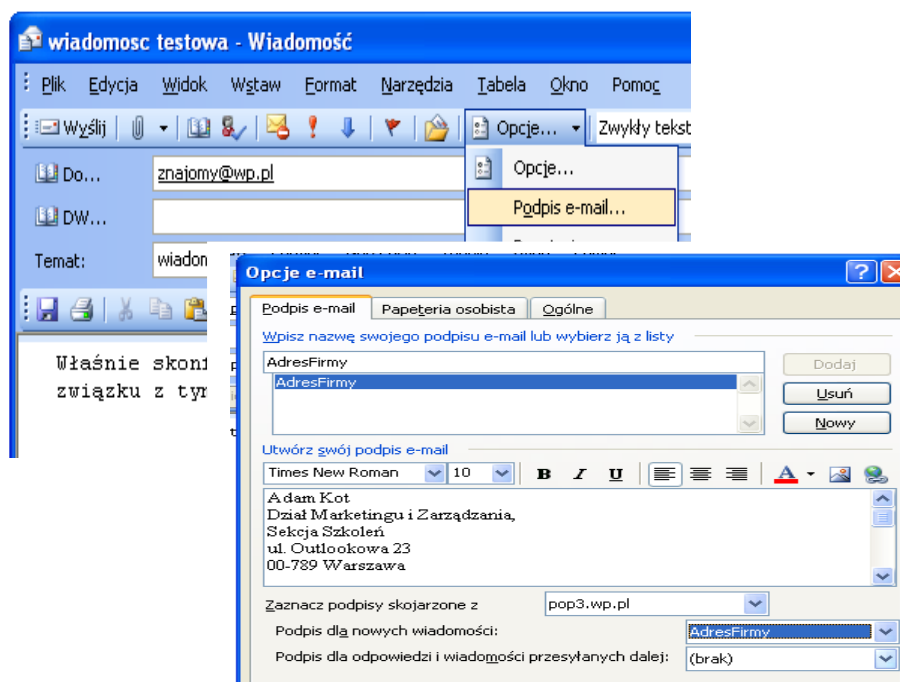 wiadomosc testowa - Wiadomość
Plik Edycja Widok Wstaw Format Narzędzia Tabela Okno Pomoc
Wyślij Opcje... Zwykły tekst
Do... znajomy@wp.pl
Opcje...
DW...
Podpis e-mail...
Temat: wiadon
Właśnie skonf
związku z tyn
Opcje e-mail
Podpis e-mail Papeteria osobista Ogólne
Wpisz nazwę swojego podpisu e-mail lub wybierz ją z listy
AdresFirmy Dodaj
AdresFirmy
Usuń
Nowy
Utwórz swój podpis e-mail
Times New Roman 10 B I U A
Adam Kot
Dział Marketingu i Zarządzania,
Sekcja Szkoleń
ul. Outlookowa 23
00-789 Warszawa
Zaznacz podpisy skojarzone z pop3.wp.pl
Podpis dla nowych wiadomości: AdresFirmy
Podpis dla odpowiedzi i wiadomości przesyłanych dalej: (brak)